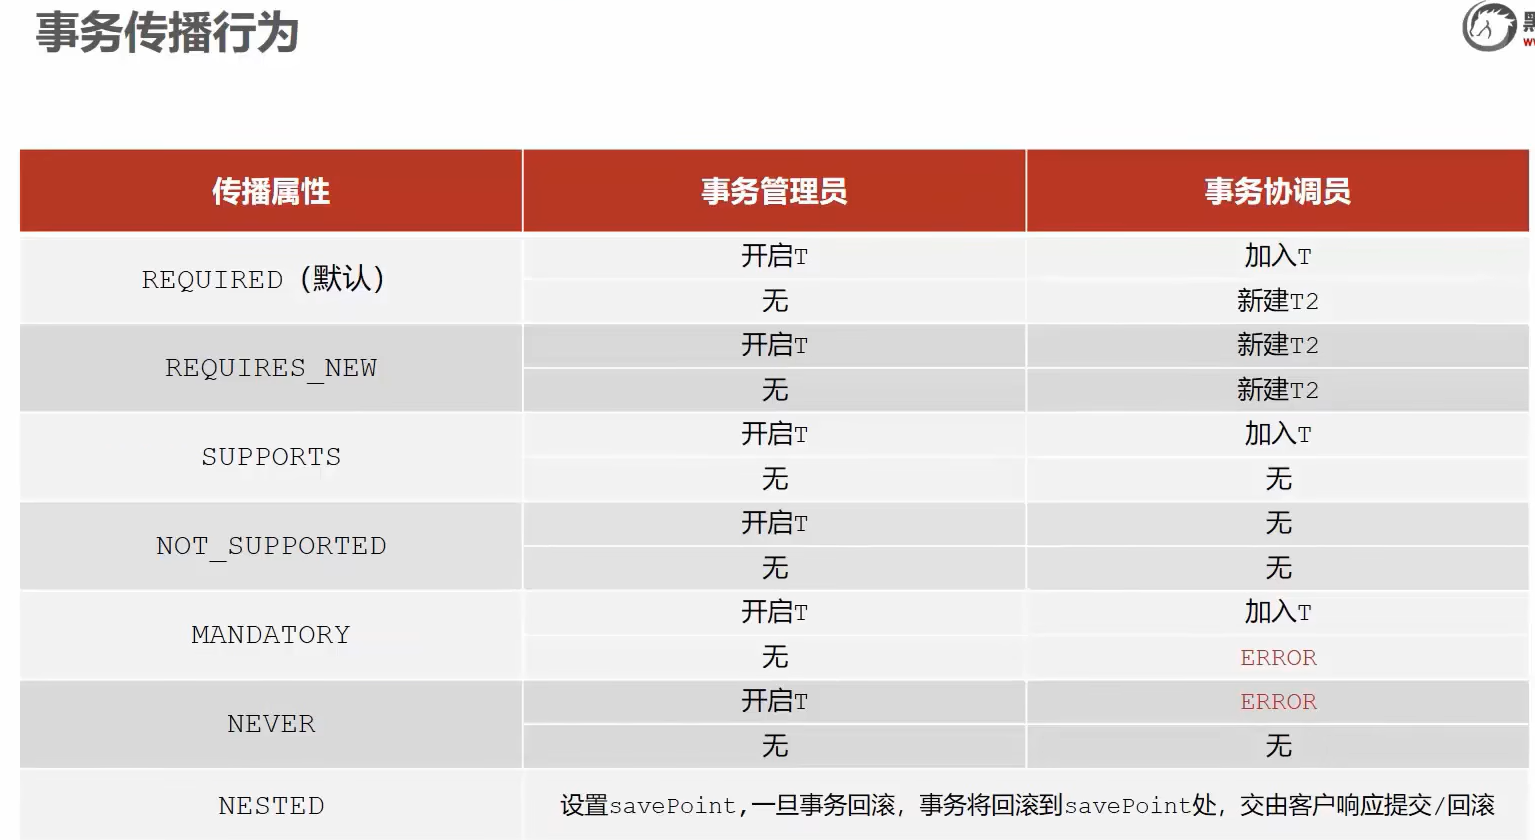 事务传播行为
传播属性 事务管理员 事务协调员
REQUIRED（默认） 开启T 加入T
无 新建T2
REQUIRES_NEW 开启T 新建T2
无 新建T2
SUPPORTS 开启T 加入T
无 无
NOT_SUPPORTED 开启T 无
无 无
MANDATORY 开启T 加入T
无 ERROR
NEVER 开启T ERROR
无 无
NESTED 设置savePoint,一旦事务回滚，事务将回滚到savePoint处，交由客户响应提交/回滚